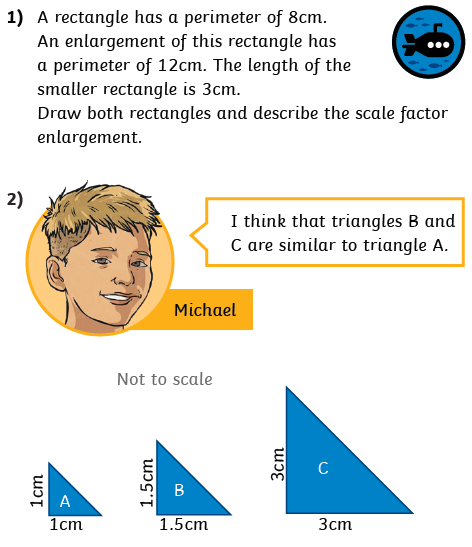 1) A rectangle has a perimeter of 8cm.
An enlargement of this rectangle has
a perimeter of 12cm. The length of the
smaller rectangle is 3cm.
Draw both rectangles and describe the scale factor
enlargement.
2)
I think that triangles B and
C are similar to triangle A.
Michael
Not to scale
1cm
A
1cm
1.5cm
B
1.5cm
3cm
C
3cm